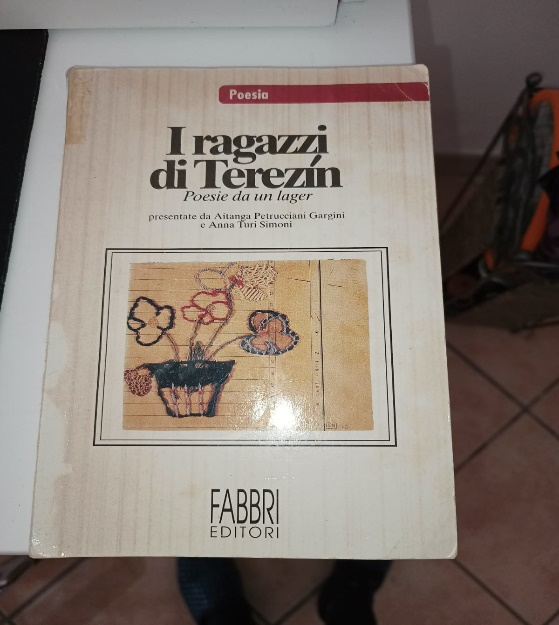 Poesia
I ragazzi
di Terezín
Poesie da un lager
presentate da Aitanga Petrucciani Gargini
e Anna Turi Simoni
FABBRI
EDITORI